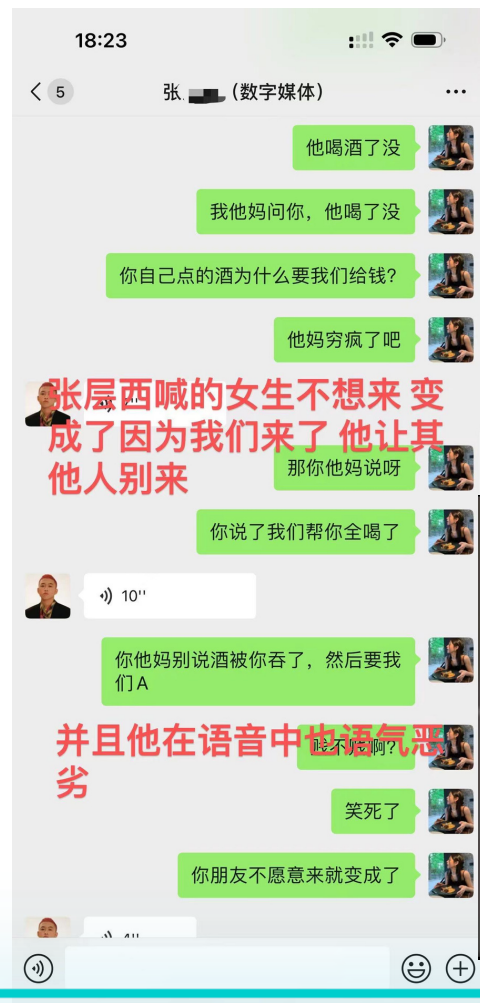 18:23
5
张
(数字媒体)
他喝酒了没
我他妈问你，他喝了没
你自己点的酒为什么要我们给钱？
他妈穷疯了吧
张层西喊的女生不想来 变
成了因为我们来了 他让其
他人别来
那你他妈说呀
你说了我们帮你全喝了
10''
你他妈别说酒被你吞了，然后要我
们A
并且他在语音中也语气恶
劣
啊?
笑死了
你朋友不愿意来就变成了